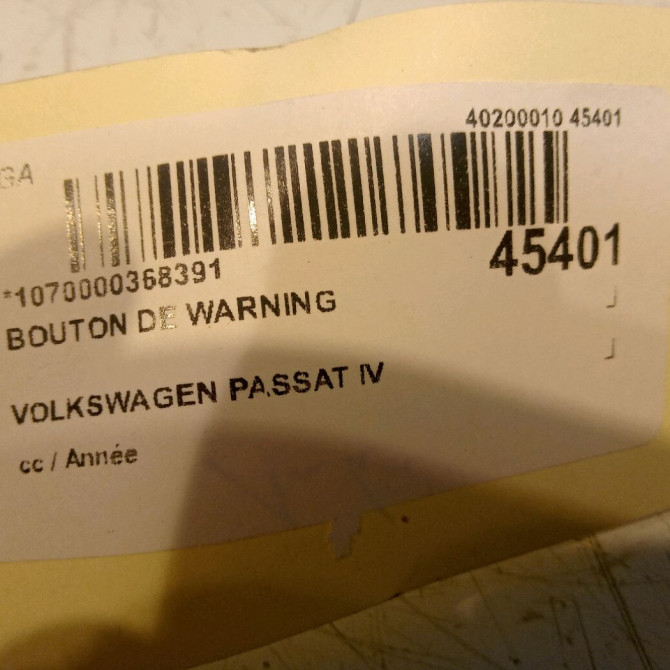 40200010 45401
GA
45401
*1070000368391
BOUTON DE WARNING
VOLKSWAGEN PASSAT IV
cc / Année